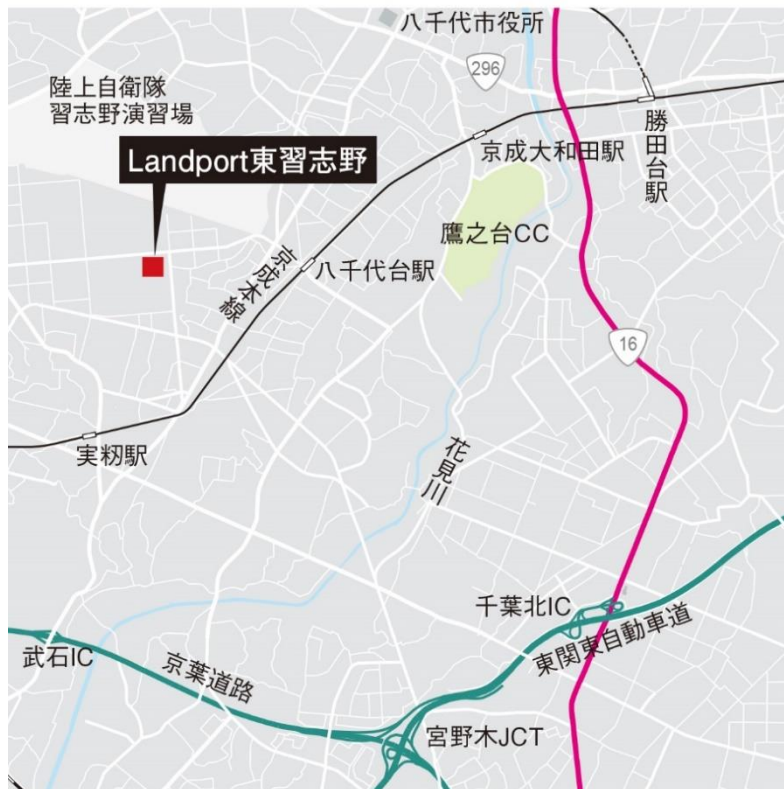 八千代市役所
296
陸上自衛隊
習志野演習場
勝田台駅
京成大和田駅
Landport東習志野
鷹之台CC
京成本線
八千代台駅
16
実籾駅
花見川
千葉北IC
東関東自動車道
武石IC
京葉道路
宮野木JCT